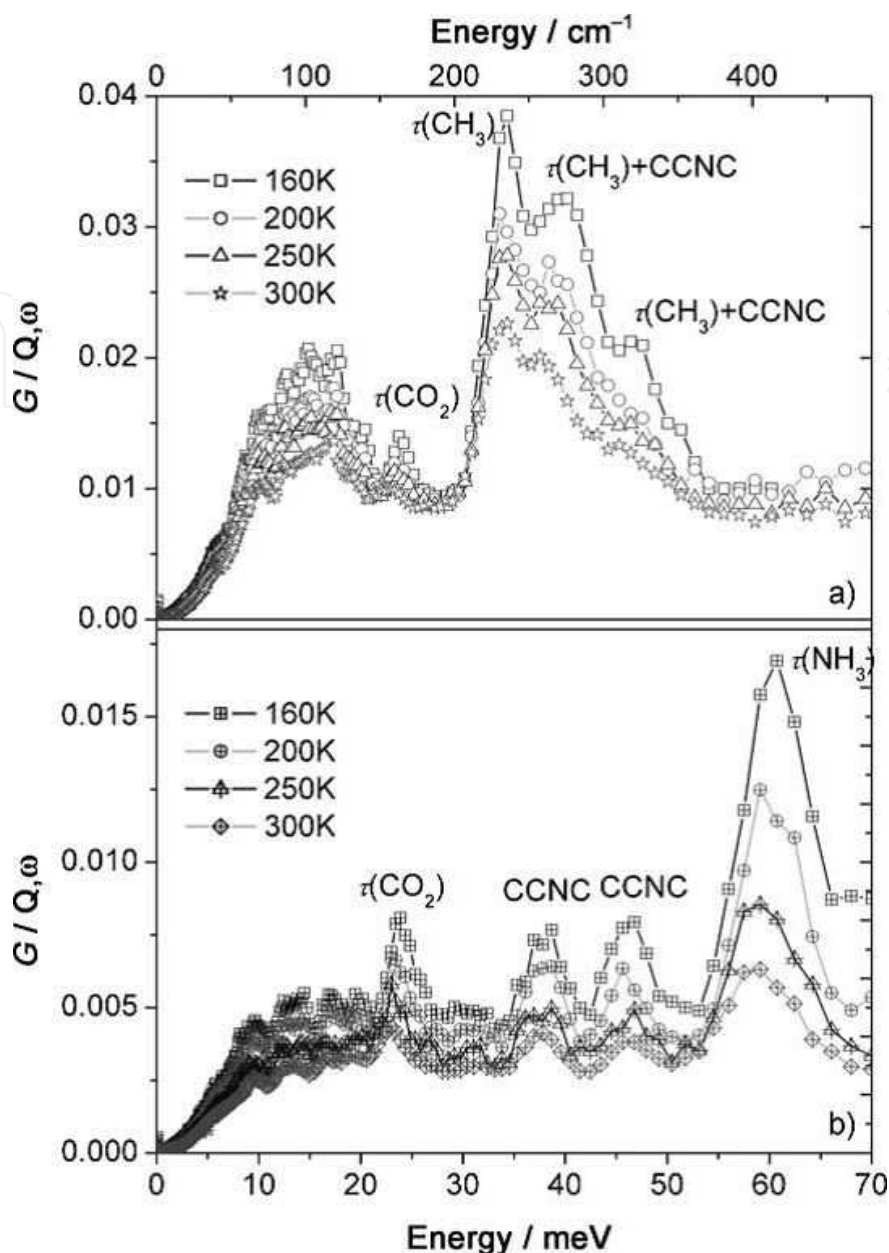 Energy / cm⁻¹
0 100 200 300 400
0.04
0.03
0.02
0.01
0.00
G / Q,ω
160K
200K
250K
300K
τ(CH₃)
τ(CH₃)+CCNC
τ(CH₃)+CCNC
τ(CO₂)
a)
0.015
0.010
0.005
0.000
G / Q,ω
160K
200K
250K
300K
τ(NH₃)
τ(CO₂)
CCNC CCNC
b)
0 10 20 30 40 50 60 70
Energy / meV